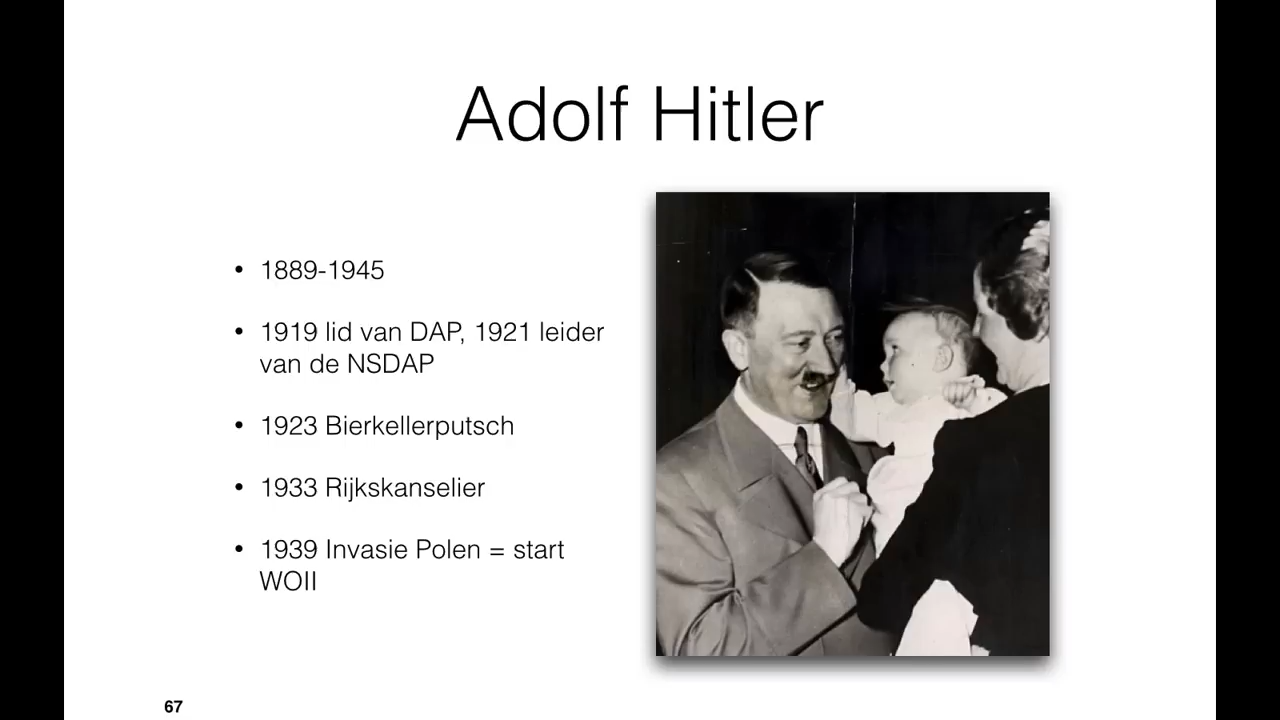 Adolf Hitler
• 1889-1945
• 1919 lid van DAP, 1921 leider
van de NSDAP
• 1923 Bierkellerputsch
• 1933 Rijkskanselier
• 1939 Invasie Polen = start
WOII
67